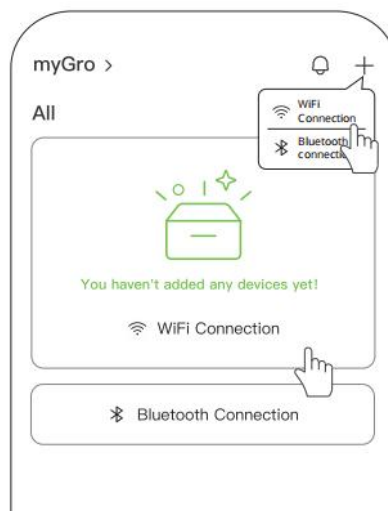 myGro >
All
WiFi
Connection
Bluetooth
You haven't added any devices yet!
WiFi Connection
Bluetooth Connection